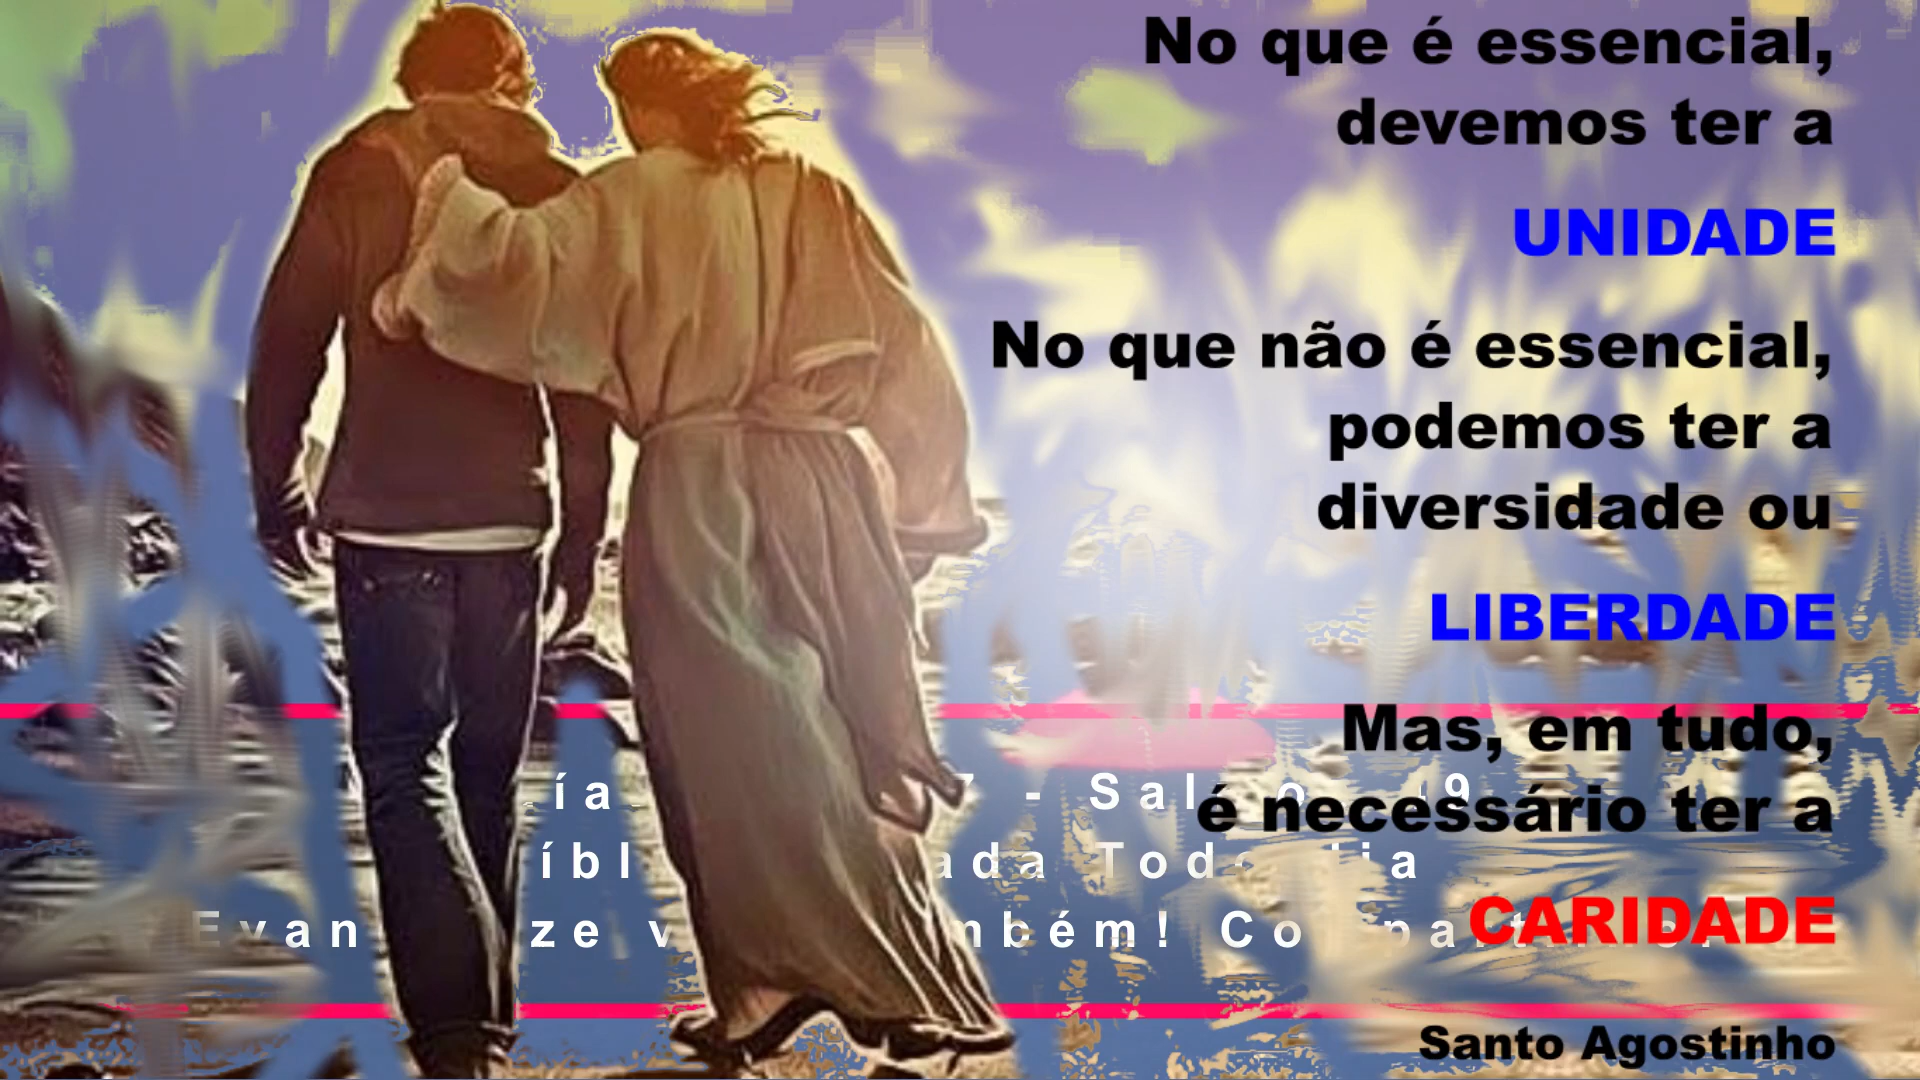 No que é essencial,
devemos ter a
UNIDADE
No que não é essencial,
podemos ter a
diversidade ou
LIBERDADE
Mas, em tudo,
é necessário ter a
CARIDADE
Santo Agostinho